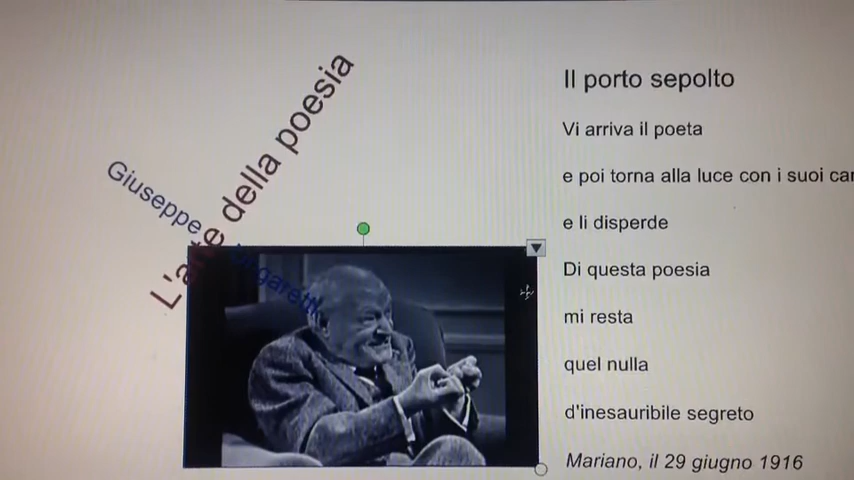 L'arte della poesia
Giuseppe Ungaretti
Il porto sepolto
Vi arriva il poeta
e poi torna alla luce con i suoi
e li disperde
Di questa poesia
mi resta
quel nulla
d'inesauribile segreto
Mariano, il 29 giugno 1916